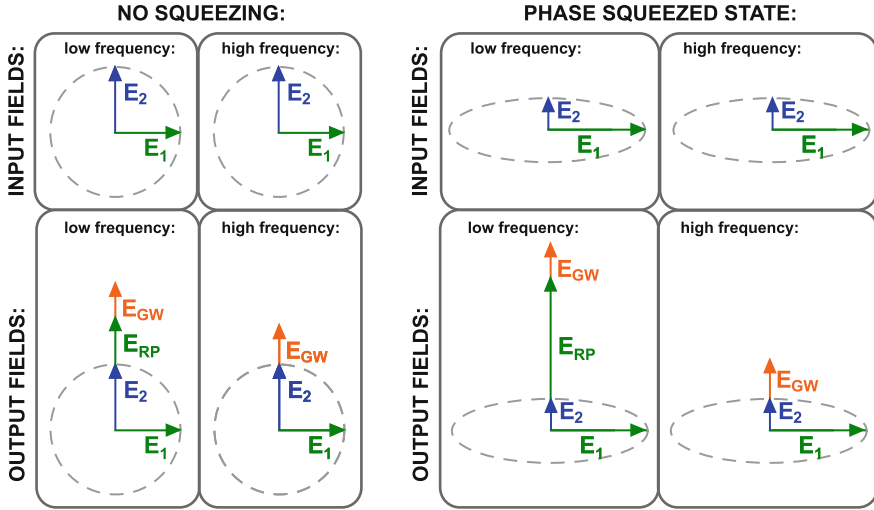 NO SQUEEZING:
PHASE SQUEEZED STATE:
INPUT FIELDS:
low frequency:
E2
E1
high frequency:
E2
E1
INPUT FIELDS:
low frequency:
E2
E1
high frequency:
E2
E1
OUTPUT FIELDS:
low frequency:
EGW
ERP
E2
E1
high frequency:
EGW
E2
E1
OUTPUT FIELDS:
low frequency:
EGW
ERP
E2
E1
high frequency:
EGW
E2
E1